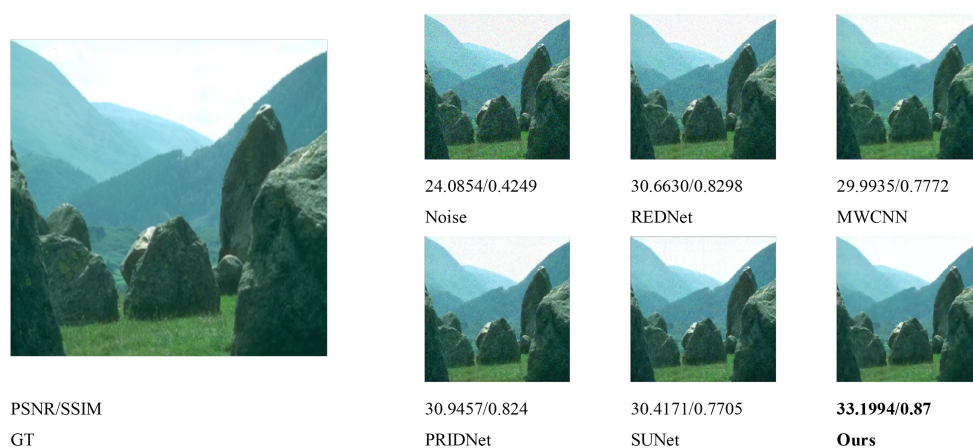 24.0854/0.4249
Noise
30.6630/0.8298
REDNet
29.9935/0.7772
MWCNN
PSNR/SSIM
GT
30.9457/0.824
PRIDNet
30.4171/0.7705
SUNet
33.1994/0.87
Ours